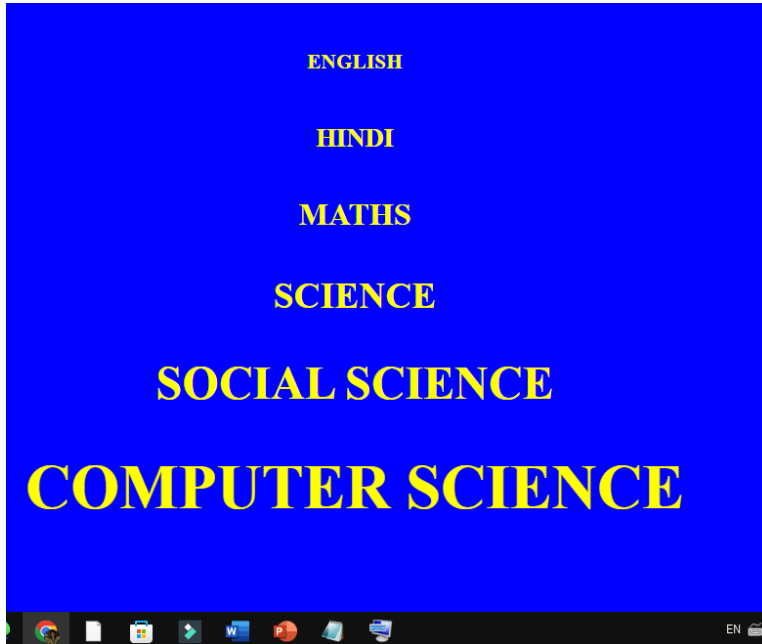 ENGLISH
HINDI
MATHS
SCIENCE
SOCIAL SCIENCE
COMPUTER SCIENCE
W P EN